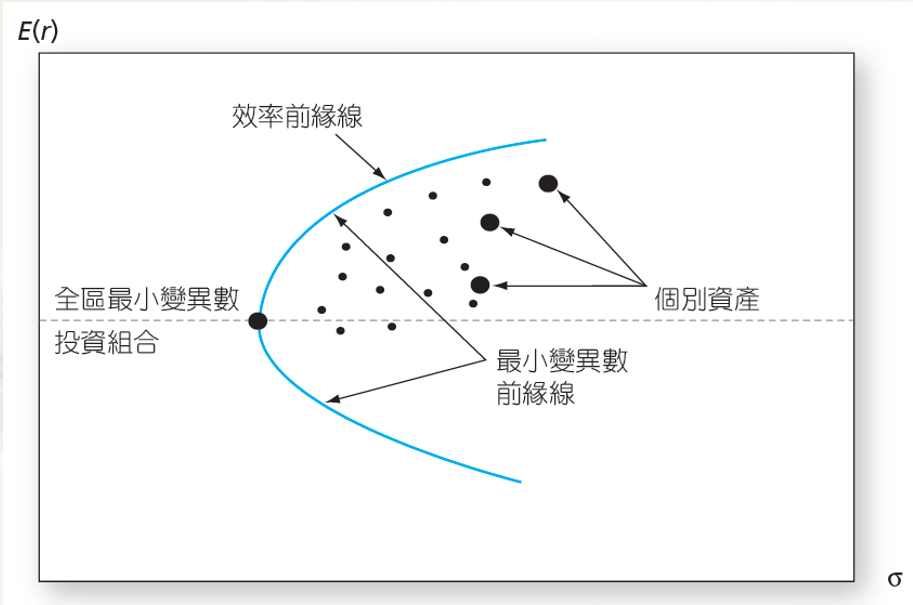 E(r)
效率前緣線
全區最小變異數
投資組合
個別資產
最小變異數
前緣線
σ